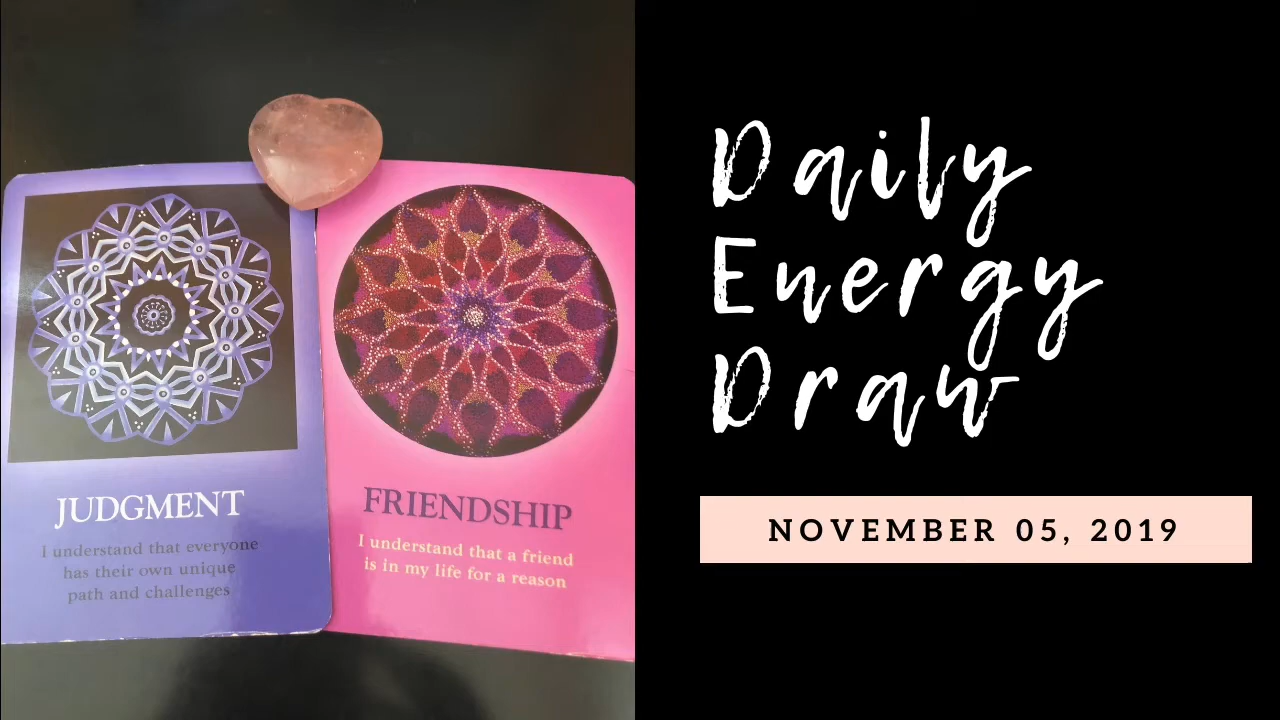 JUDGMENT
I understand that everyone
has their own unique
path and challenges
FRIENDSHIP
I understand that a friend
is in my life for a reason
Daily
Energy
Draw
NOVEMBER 05, 2019